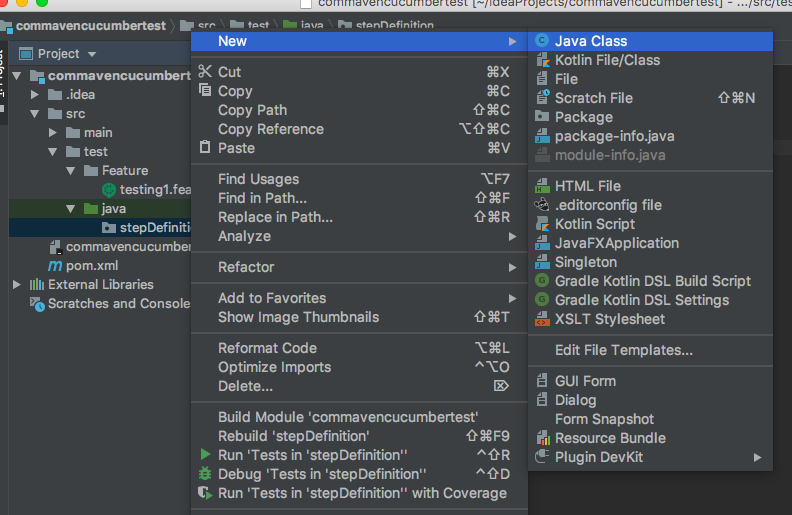 commavencucumbertest [~/IdeaProjects/commavencucumbertest] - .../src/tes
commavencucumbertest src test java stepDefinition
Project
commavencucumbert
.idea
src
main
test
Feature
testing1.fea
java
stepDefiniti
commavencucumber
pom.xml
External Libraries
Scratches and Console
New
Cut ⌘X
Copy ⌘C
Copy Path ⇧⌘C
Copy Reference ⌥⇧⌘C
Paste ⌘V
Find Usages ⌥F7
Find in Path... ⇧⌘F
Replace in Path... ⇧⌘R
Analyze
Refactor
Add to Favorites
Show Image Thumbnails ⇧⌘T
Reformat Code ⌥⌘L
Optimize Imports ^⌥O
Delete... ⌦
Build Module 'commavencucumbertest'
Rebuild 'stepDefinition' ⇧⌘F9
Run 'Tests in 'stepDefinition'' ^⇧R
Debug 'Tests in 'stepDefinition'' ^⇧D
Run 'Tests in 'stepDefinition'' with Coverage
Java Class
Kotlin File/Class
File
Scratch File ⇧⌘N
Package
package-info.java
module-info.java
HTML File
.editorconfig file
Kotlin Script
JavaFXApplication
Singleton
Gradle Kotlin DSL Build Script
Gradle Kotlin DSL Settings
XSLT Stylesheet
Edit File Templates...
GUI Form
Dialog
Form Snapshot
Resource Bundle
Plugin DevKit